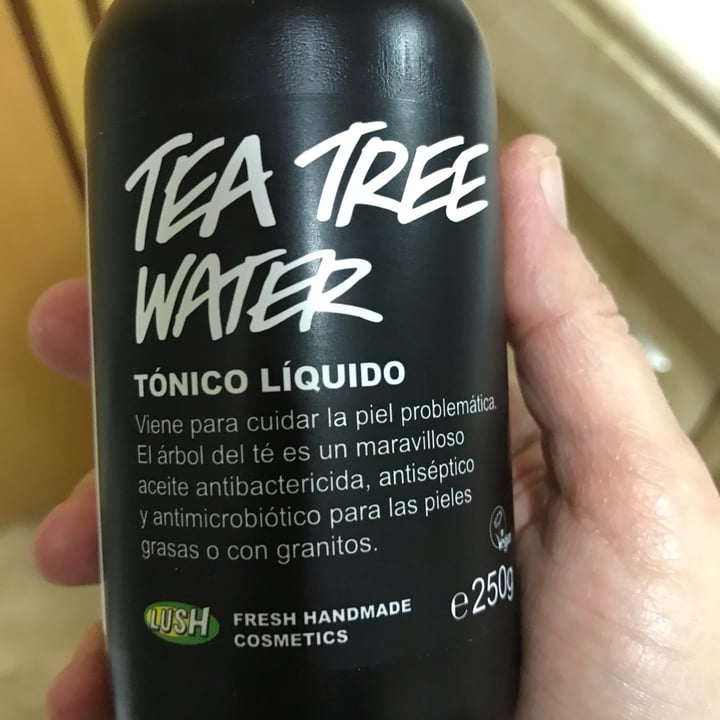 TEA TREE
WATER
TÓNICO LÍQUIDO
Viene para cuidar la piel problemática.
El árbol del té es un maravilloso
aceite antibactericida, antiséptico
y antimicrobiótico para las pieles
grasas o con granitos.
vegan
LUSH
FRESH HANDMADE
COSMETICS
℮250g